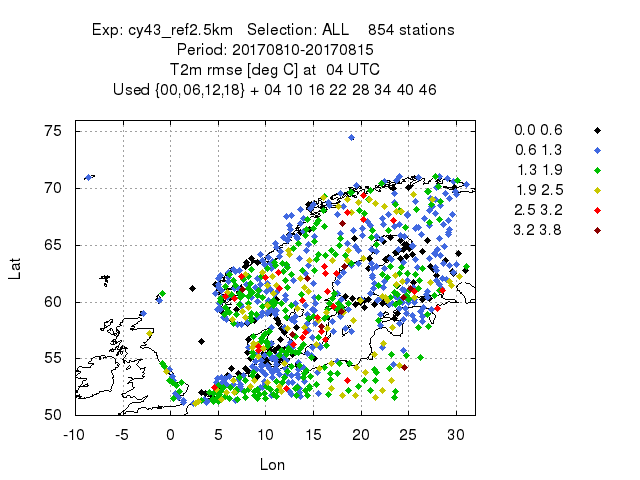 Exp: cy43_ref2.5km   Selection: ALL    854 stations
Period: 20170810-20170815
T2m rmse [deg C] at  04 UTC
Used {00,06,12,18} + 04 10 16 22 28 34 40 46
0.0 0.6
0.6 1.3
1.3 1.9
1.9 2.5
2.5 3.2
3.2 3.8
75
70
65
60
55
50
Lat
-10 -5 0 5 10 15 20 25 30
Lon